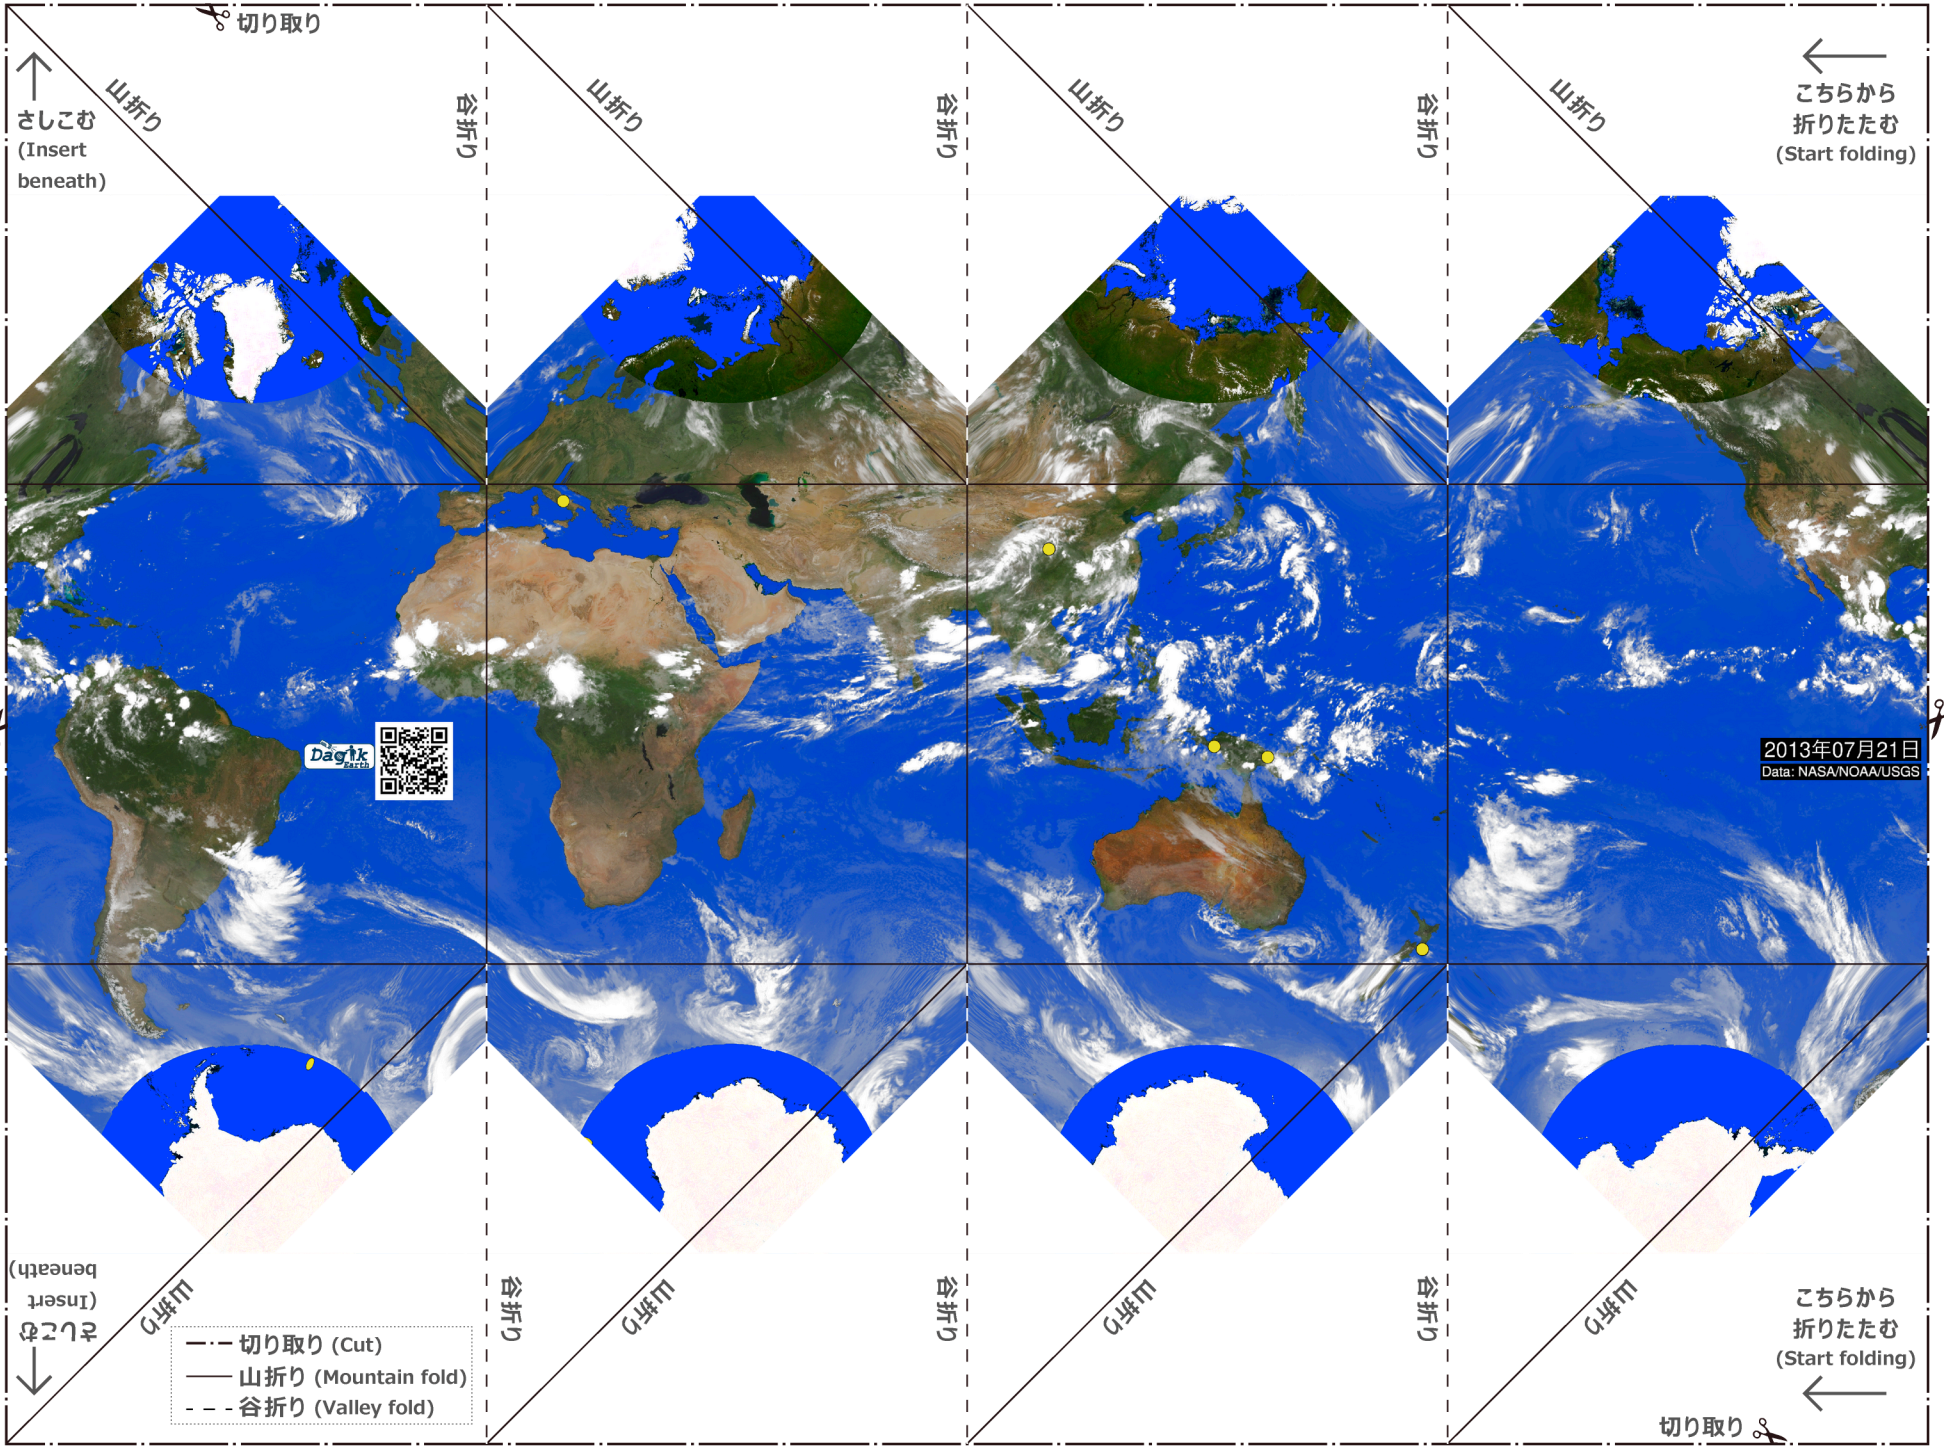 切り取り
さしこむ
(Insert
beneath)
山折り
谷折り
山折り
谷折り
山折り
谷折り
山折り
こちらから
折りたたむ
(Start folding)
Dagik
Earth
2013年07月21日
Data: NASA/NOAA/USGS
さしこむ
(Insert
beneath)
山折り
谷折り
山折り
谷折り
山折り
谷折り
山折り
こちらから
折りたたむ
(Start folding)
切り取り (Cut)
山折り (Mountain fold)
谷折り (Valley fold)
切り取り